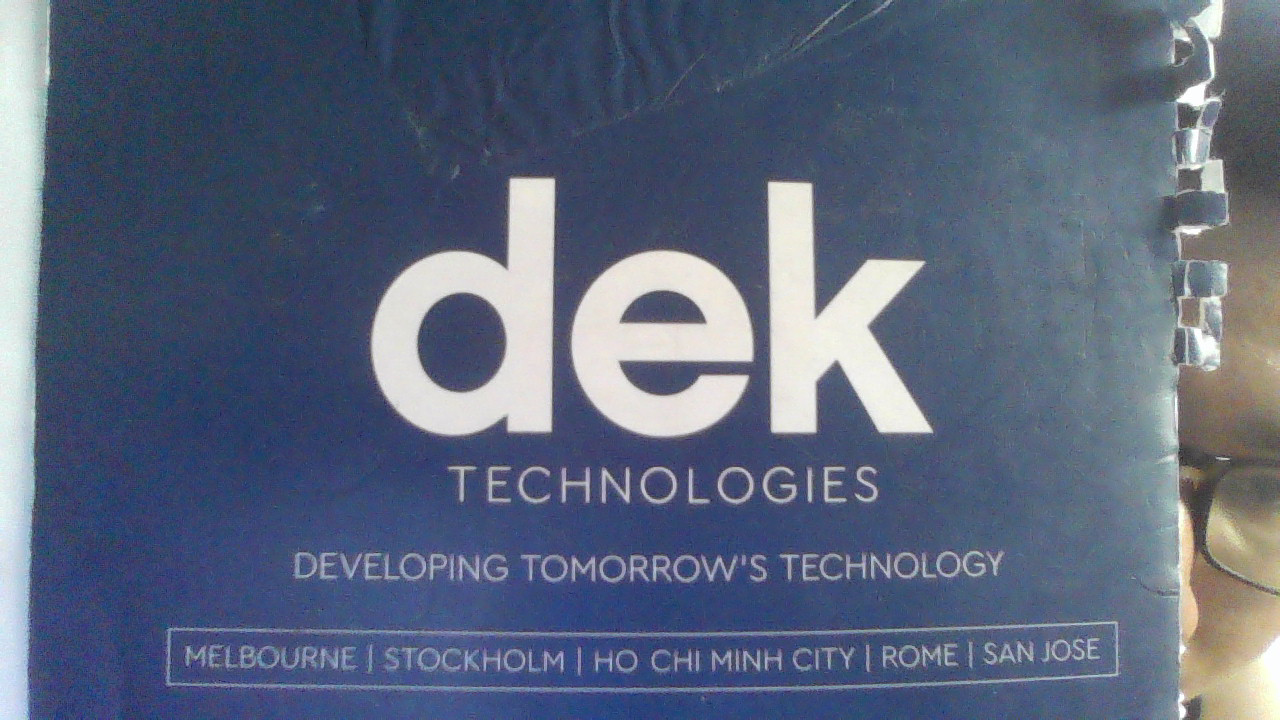 dek
TECHNOLOGIES
DEVELOPING TOMORROW'S TECHNOLOGY
MELBOURNE | STOCKHOLM | HO CHI MINH CITY | ROME | SAN JOSE